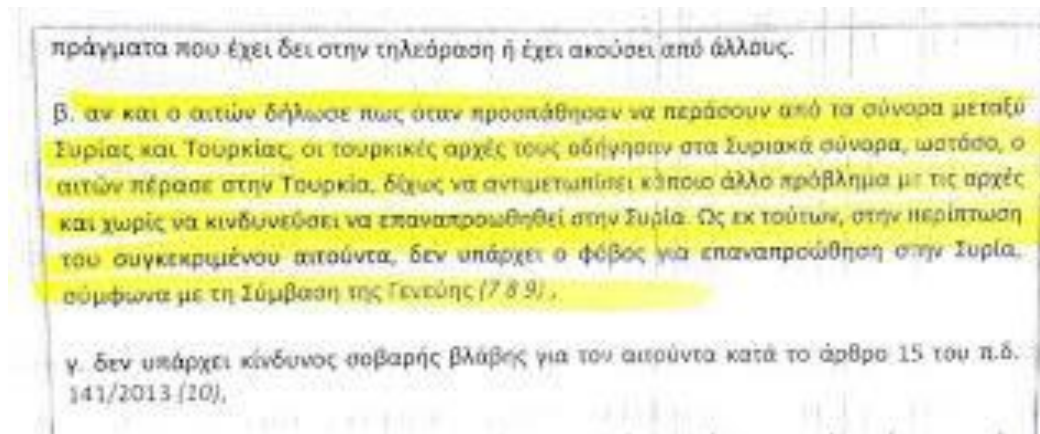 πράγματα που έχει δει στην τηλεόραση ή έχει ακούσει από άλλους.
β. αν και ο αιτών δήλωσε πως όταν προσπάθησαν να περάσουν από τα σύνορα μεταξύ
Συρίας και Τουρκίας, οι τουρκικές αρχές τους οδήγησαν στα Συριακά σύνορα, ωστόσο, ο
αιτών πέρασε στην Τουρκία, δίχως να αντιμετωπίσει κάποιο άλλο πρόβλημα με τις αρχές
και χωρίς να κινδυνεύσει να επαναπροωθηθεί στην Συρία. Ως εκ τούτων, στην περίπτωση
του συγκεκριμένου αιτούντα, δεν υπάρχει ο φόβος για επαναπροώθηση στην Συρία,
σύμφωνα με τη Σύμβαση της Γενεύης (7 8 9) ,
γ. δεν υπάρχει κίνδυνος σοβαρής βλάβης για τον αιτούντα κατά το άρθρο 15 του π.δ.
141/2013 (10),